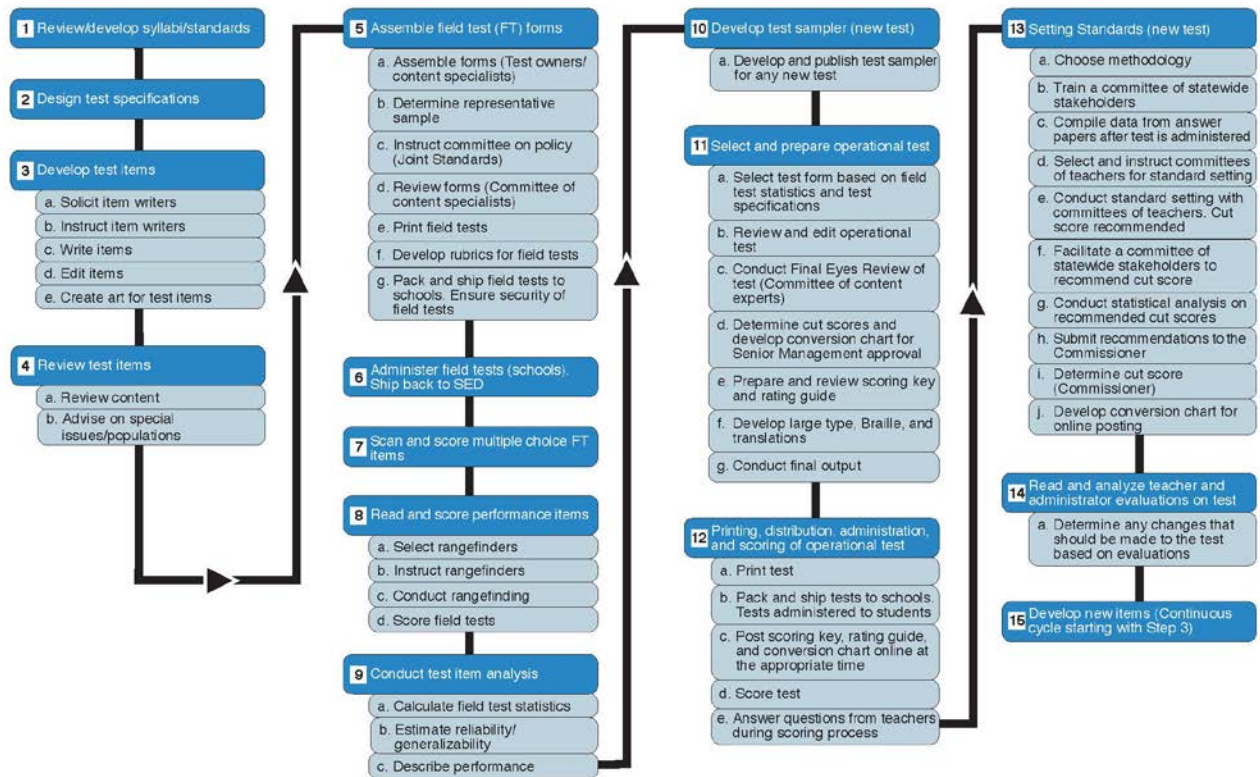 1 Review/develop syllabi/standards
2 Design test specifications
3 Develop test items
a. Solicit item writers
b. Instruct item writers
c. Write items
d. Edit items
e. Create art for test items
4 Review test items
a. Review content
b. Advise on special
issues/populations
5 Assemble field test (FT) forms
a. Assemble forms (Test owners/
content specialists)
b. Determine representative
sample
c. Instruct committee on policy
(Joint Standards)
d. Review forms (Committee of
content specialists)
e. Print field tests
f. Develop rubrics for field tests
g. Pack and ship field tests to
schools. Ensure security of
field tests
6 Administer field tests (schools).
Ship back to SED
7 Scan and score multiple choice FT
items
8 Read and score performance items
a. Select rangefinders
b. Instruct rangefinders
c. Conduct rangefinding
d. Score field tests
9 Conduct test item analysis
a. Calculate field test statistics
b. Estimate reliability/
generalizability
c. Describe performance
10 Develop test sampler (new test)
a. Develop and publish test sampler
for any new test
11 Select and prepare operational test
a. Select test form based on field
test statistics and test
specifications
b. Review and edit operational
test
c. Conduct Final Eyes Review of
test (Committee of content
experts)
d. Determine cut scores and
develop conversion chart for
Senior Management approval
e. Prepare and review scoring key
and rating guide
f. Develop large type, Braille, and
translations
g. Conduct final output
12 Printing, distribution, administration,
and scoring of operational test
a. Print test
b. Pack and ship tests to schools.
Tests administered to students
c. Post scoring key, rating guide,
and conversion chart online at
the appropriate time
d. Score test
e. Answer questions from teachers
during scoring process
13 Setting Standards (new test)
a. Choose methodology
b. Train a committee of statewide
stakeholders
c. Compile data from answer
papers after test is administered
d. Select and instruct committees
of teachers for standard setting
e. Conduct standard setting with
committees of teachers. Cut
score recommended
f. Facilitate a committee of
statewide stakeholders to
recommend cut score
g. Conduct statistical analysis on
recommended cut scores
h. Submit recommendations to the
Commissioner
i. Determine cut score
(Commissioner)
j. Develop conversion chart for
online posting
14 Read and analyze teacher and
administrator evaluations on test
a. Determine any changes that
should be made to the test
based on evaluations
15 Develop new items (Continuous
cycle starting with Step 3)